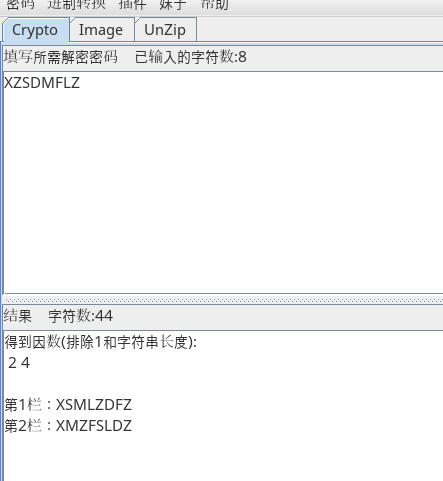 密码 进制转换 插件 妹子 帮助
Crypto Image UnZip
填写所需解密密码 已输入的字符数:8
XZSDMFLZ
结果 字符数:44
得到因数(排除1和字符串长度):
2 4
第1栏：XSMLZDFZ
第2栏：XMZFSLDZ